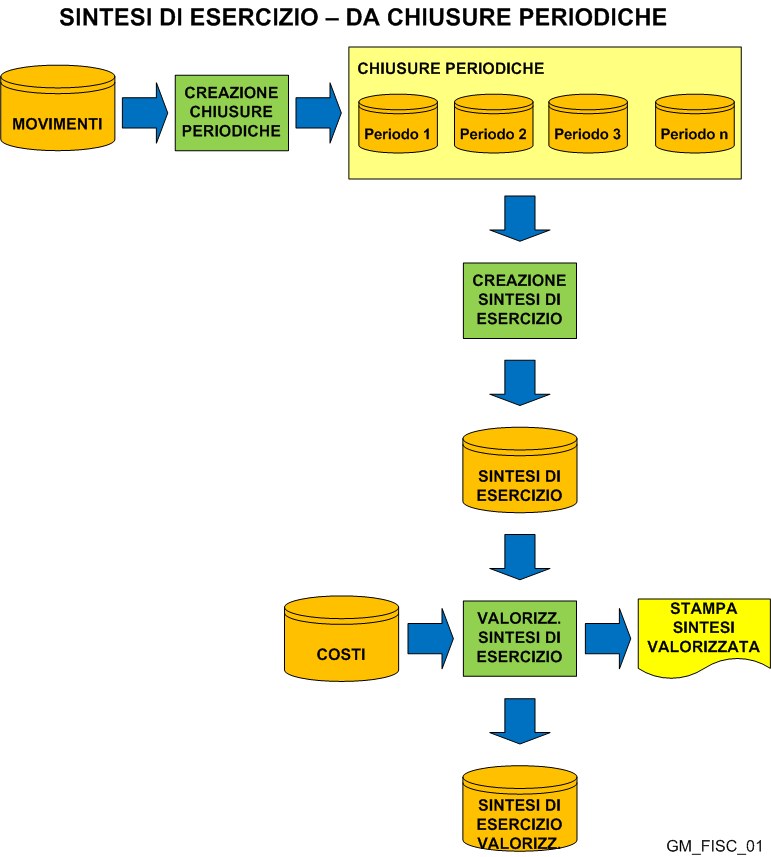 SINTESI DI ESERCIZIO – DA CHIUSURE PERIODICHE
MOVIMENTI
CREAZIONE
CHIUSURE
PERIODICHE
CHIUSURE PERIODICHE
Periodo 1
Periodo 2
Periodo 3
Periodo n
CREAZIONE
SINTESI DI
ESERCIZIO
SINTESI DI
ESERCIZIO
COSTI
VALORIZZ.
SINTESI DI
ESERCIZIO
STAMPA
SINTESI
VALORIZZATA
SINTESI DI
ESERCIZIO
VALORIZZ.
GM_FISC_01